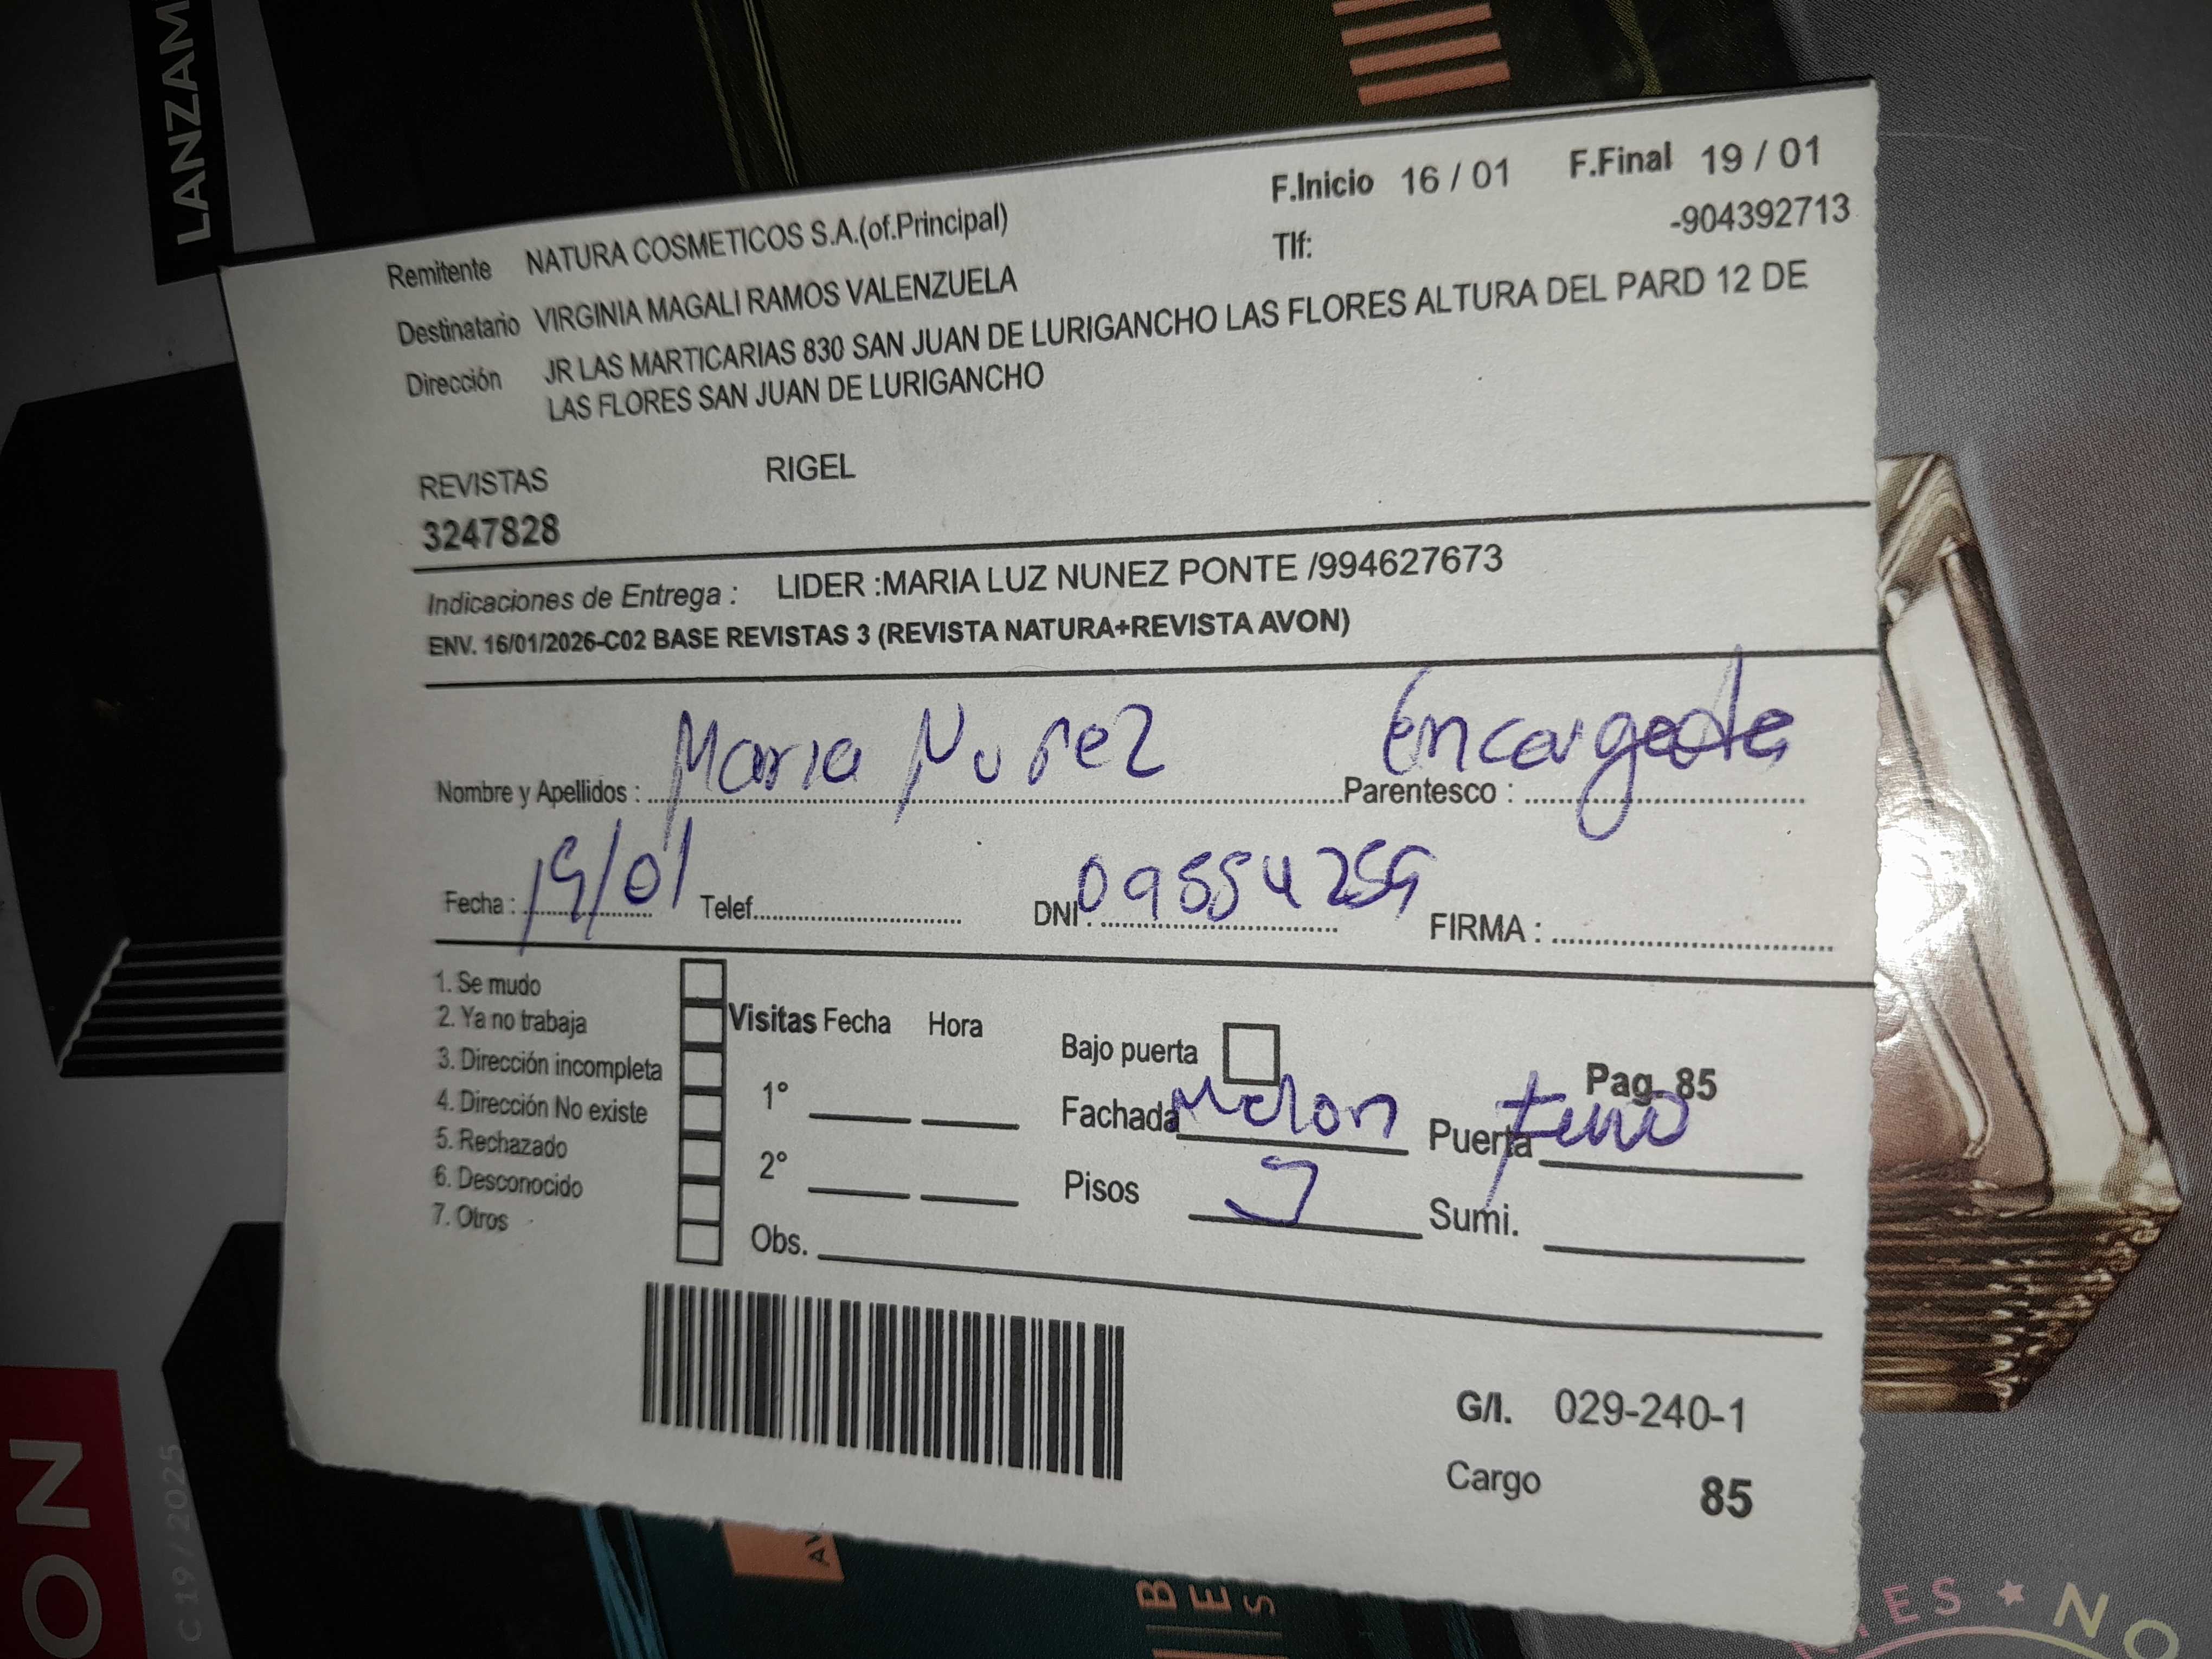 LANZAM
F.Inicio 16 / 01 F.Final 19 / 01
Remitente NATURA COSMETICOS S.A.(of.Principal) Tlf: -904392713
Destinatario VIRGINIA MAGALI RAMOS VALENZUELA
Dirección JR LAS MARTICARIAS 830 SAN JUAN DE LURIGANCHO LAS FLORES ALTURA DEL PARD 12 DE
LAS FLORES SAN JUAN DE LURIGANCHO
REVISTAS RIGEL
3247828
Indicaciones de Entrega : LIDER :MARIA LUZ NUNEZ PONTE /994627673
ENV. 16/01/2026-C02 BASE REVISTAS 3 (REVISTA NATURA+REVISTA AVON)
Nombre y Apellidos : Maria Nuñez Parentesco : Encargada
Fecha : 19/01 Telef. DNI : FIRMA :
1. Se mudo
2. Ya no trabaja
3. Dirección incompleta
4. Dirección No existe
5. Rechazado
6. Desconocido
7. Otros
Visitas Fecha Hora
1°
2°
Obs.
Bajo puerta
Pag. 85
Fachada Melon Puerta
Pisos Sumi.
G/I. 029-240-1
Cargo 85
ON
C 19 / 2025
AV
B
E
S
ES ★ NO